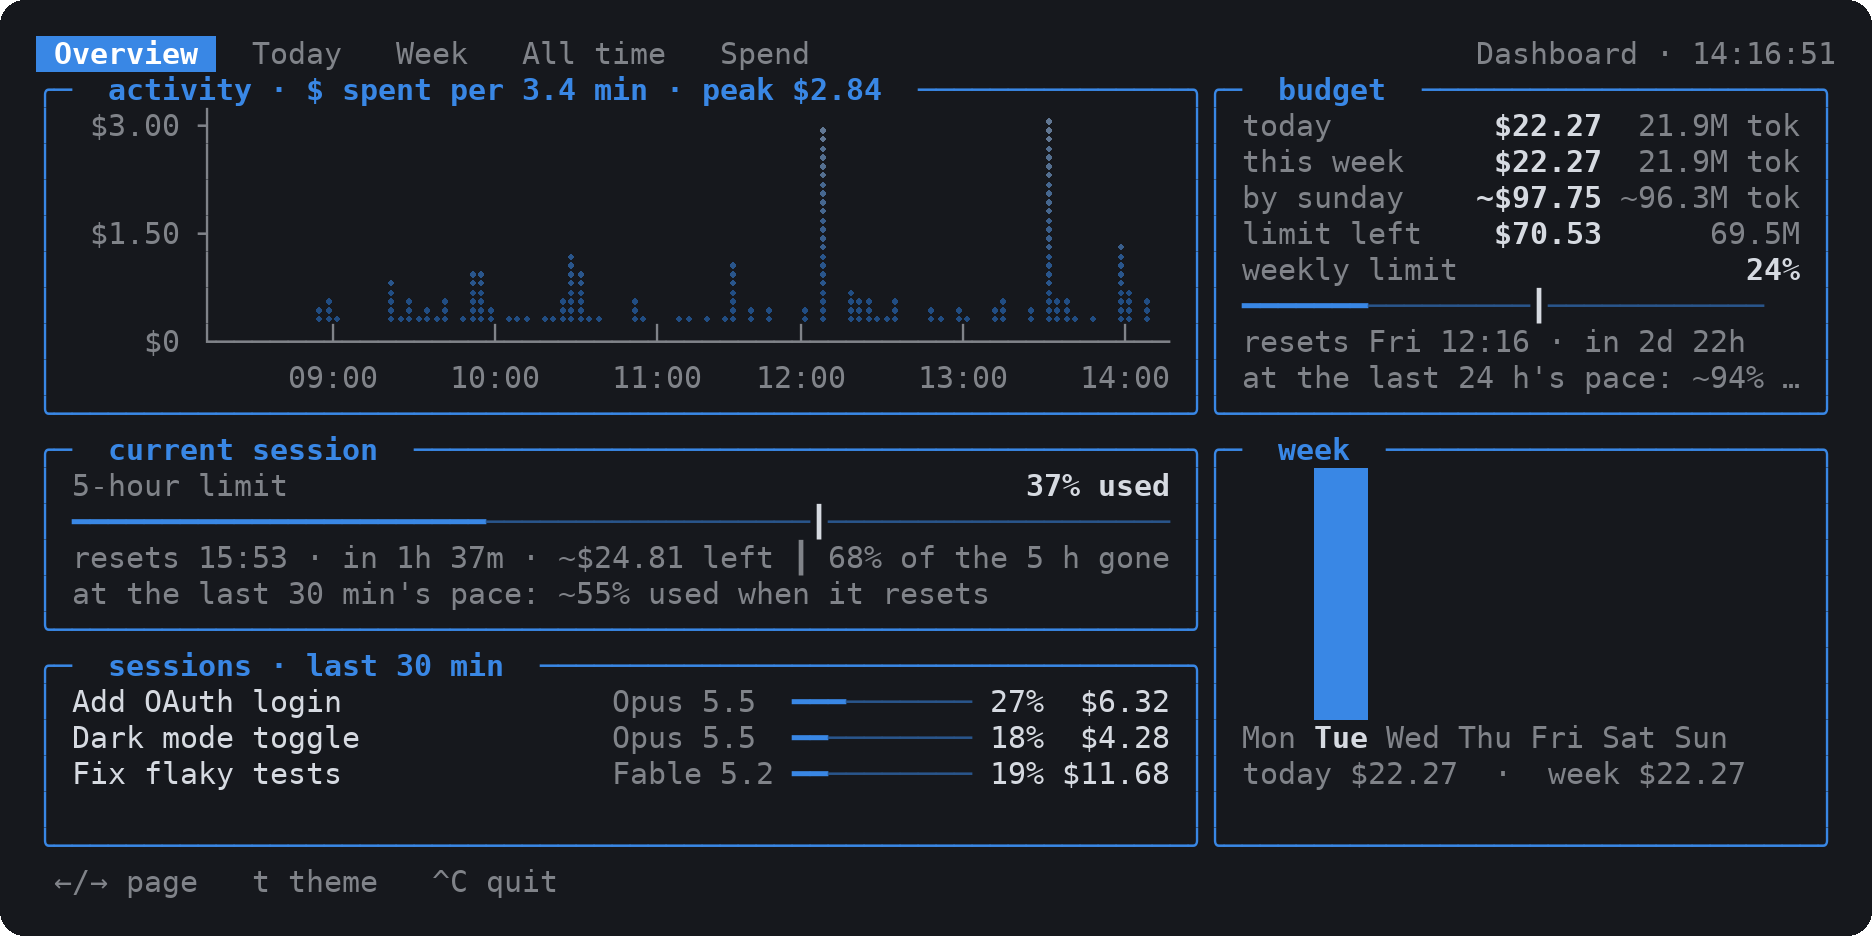 Overview Today Week All time Spend Dashboard · 14:16:51
activity · $ spent per 3.4 min · peak $2.84
$3.00
$1.50
$0
09:00 10:00 11:00 12:00 13:00 14:00
budget
today $22.27 21.9M tok
this week $22.27 21.9M tok
by sunday ~$97.75 ~96.3M tok
limit left $70.53 69.5M
weekly limit 24%
resets Fri 12:16 · in 2d 22h
at the last 24 h's pace: ~94% …
current session
5-hour limit 37% used
resets 15:53 · in 1h 37m · ~$24.81 left ┃ 68% of the 5 h gone
at the last 30 min's pace: ~55% used when it resets
week
Mon Tue Wed Thu Fri Sat Sun
today $22.27 · week $22.27
sessions · last 30 min
Add OAuth login Opus 5.5 27% $6.32
Dark mode toggle Opus 5.5 18% $4.28
Fix flaky tests Fable 5.2 19% $11.68
←/→ page t theme ^C quit